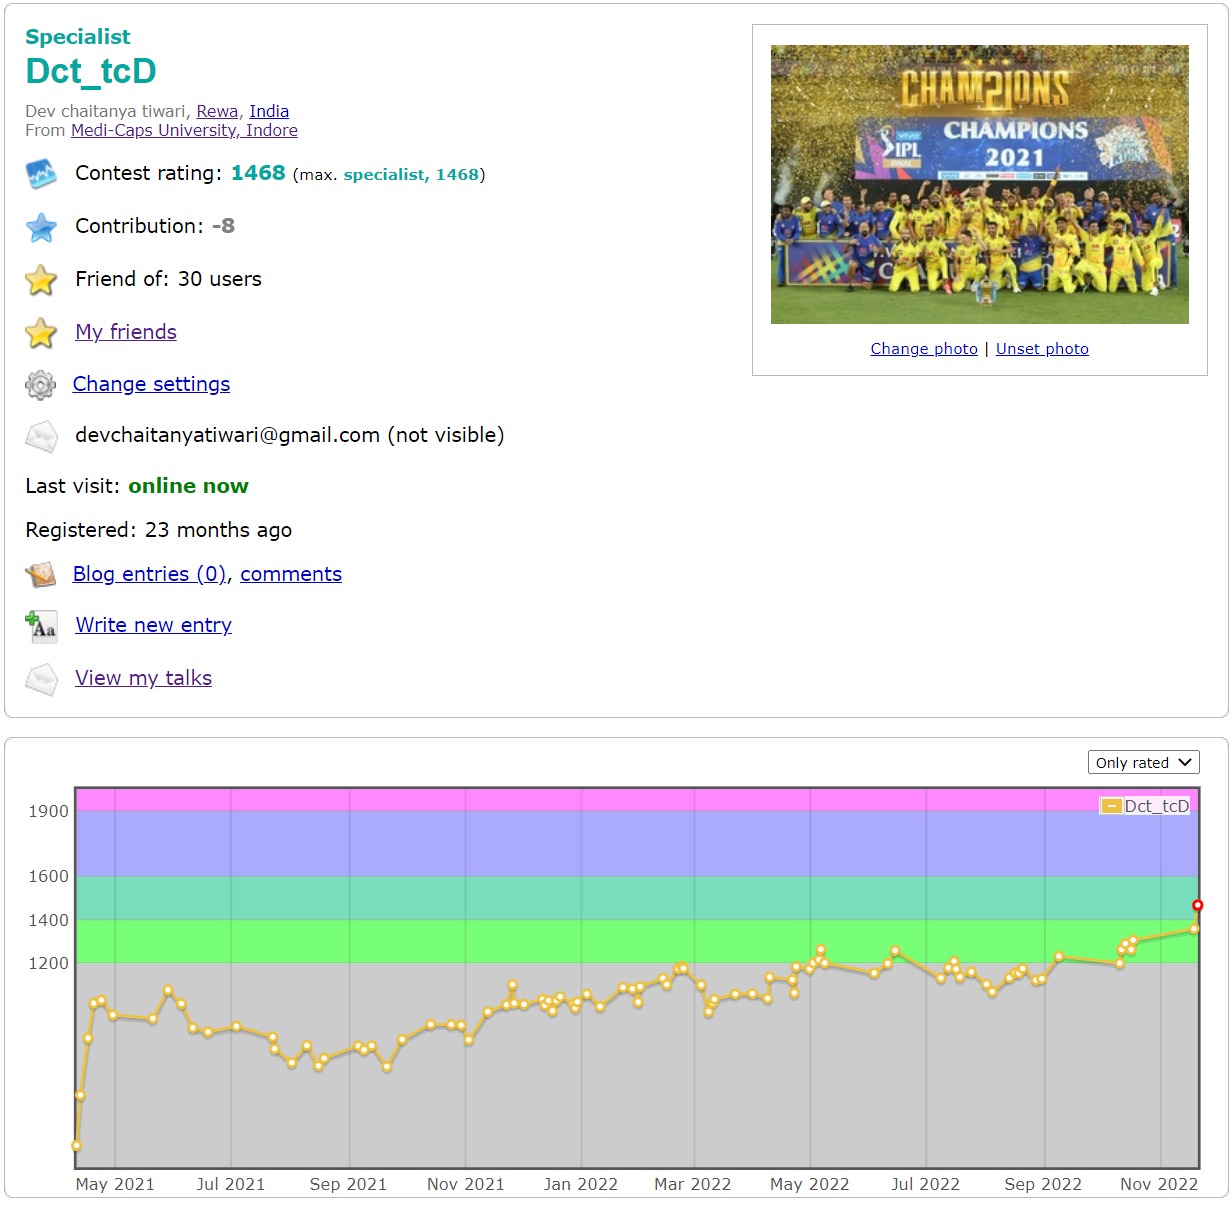 Specialist
Dct_tcD
Dev chaitanya tiwari, Rewa, India
From Medi-Caps University, Indore
Contest rating: 1468 (max. specialist, 1468)
Contribution: -8
Friend of: 30 users
My friends
Change settings
devchaitanyatiwari@gmail.com (not visible)
Last visit: online now
Registered: 23 months ago
Blog entries (0), comments
Aa Write new entry
View my talks
CHAM21ONS
vivo
IPL
FINAL
CHAMPIONS
2021
Change photo | Unset photo
Only rated
Dct_tcD
1900
1600
1400
1200
May 2021 Jul 2021 Sep 2021 Nov 2021 Jan 2022 Mar 2022 May 2022 Jul 2022 Sep 2022 Nov 2022